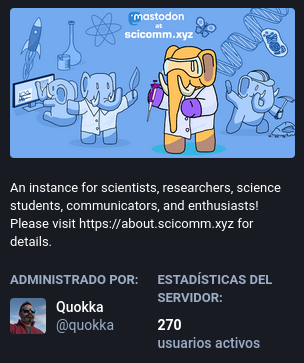 mastodon
at
scicomm.xyz
An instance for scientists, researchers, science
students, communicators, and enthusiasts!
Please visit https://about.scicomm.xyz for
details.
ADMINISTRADO POR:
Quokka
@quokka
ESTADÍSTICAS DEL
SERVIDOR:
270
usuarios activos